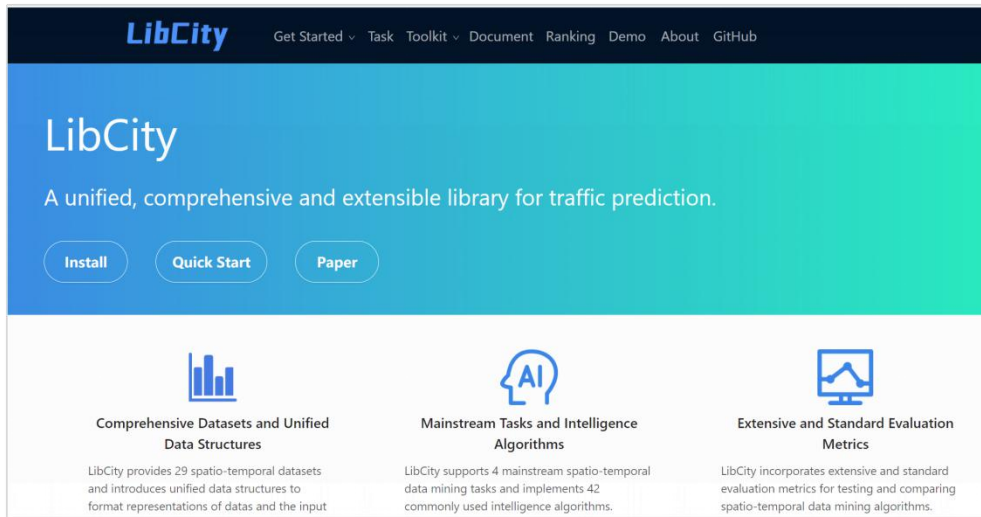 LibCity Get Started Task Toolkit Document Ranking Demo About GitHub
LibCity
A unified, comprehensive and extensible library for traffic prediction.
Install Quick Start Paper
AI
Comprehensive Datasets and Unified
Data Structures
LibCity provides 29 spatio-temporal datasets
and introduces unified data structures to
format representations of datas and the input
Mainstream Tasks and Intelligence
Algorithms
LibCity supports 4 mainstream spatio-temporal
data mining tasks and implements 42
commonly used intelligence algorithms.
Extensive and Standard Evaluation
Metrics
LibCity incorporates extensive and standard
evaluation metrics for testing and comparing
spatio-temporal data mining algorithms.